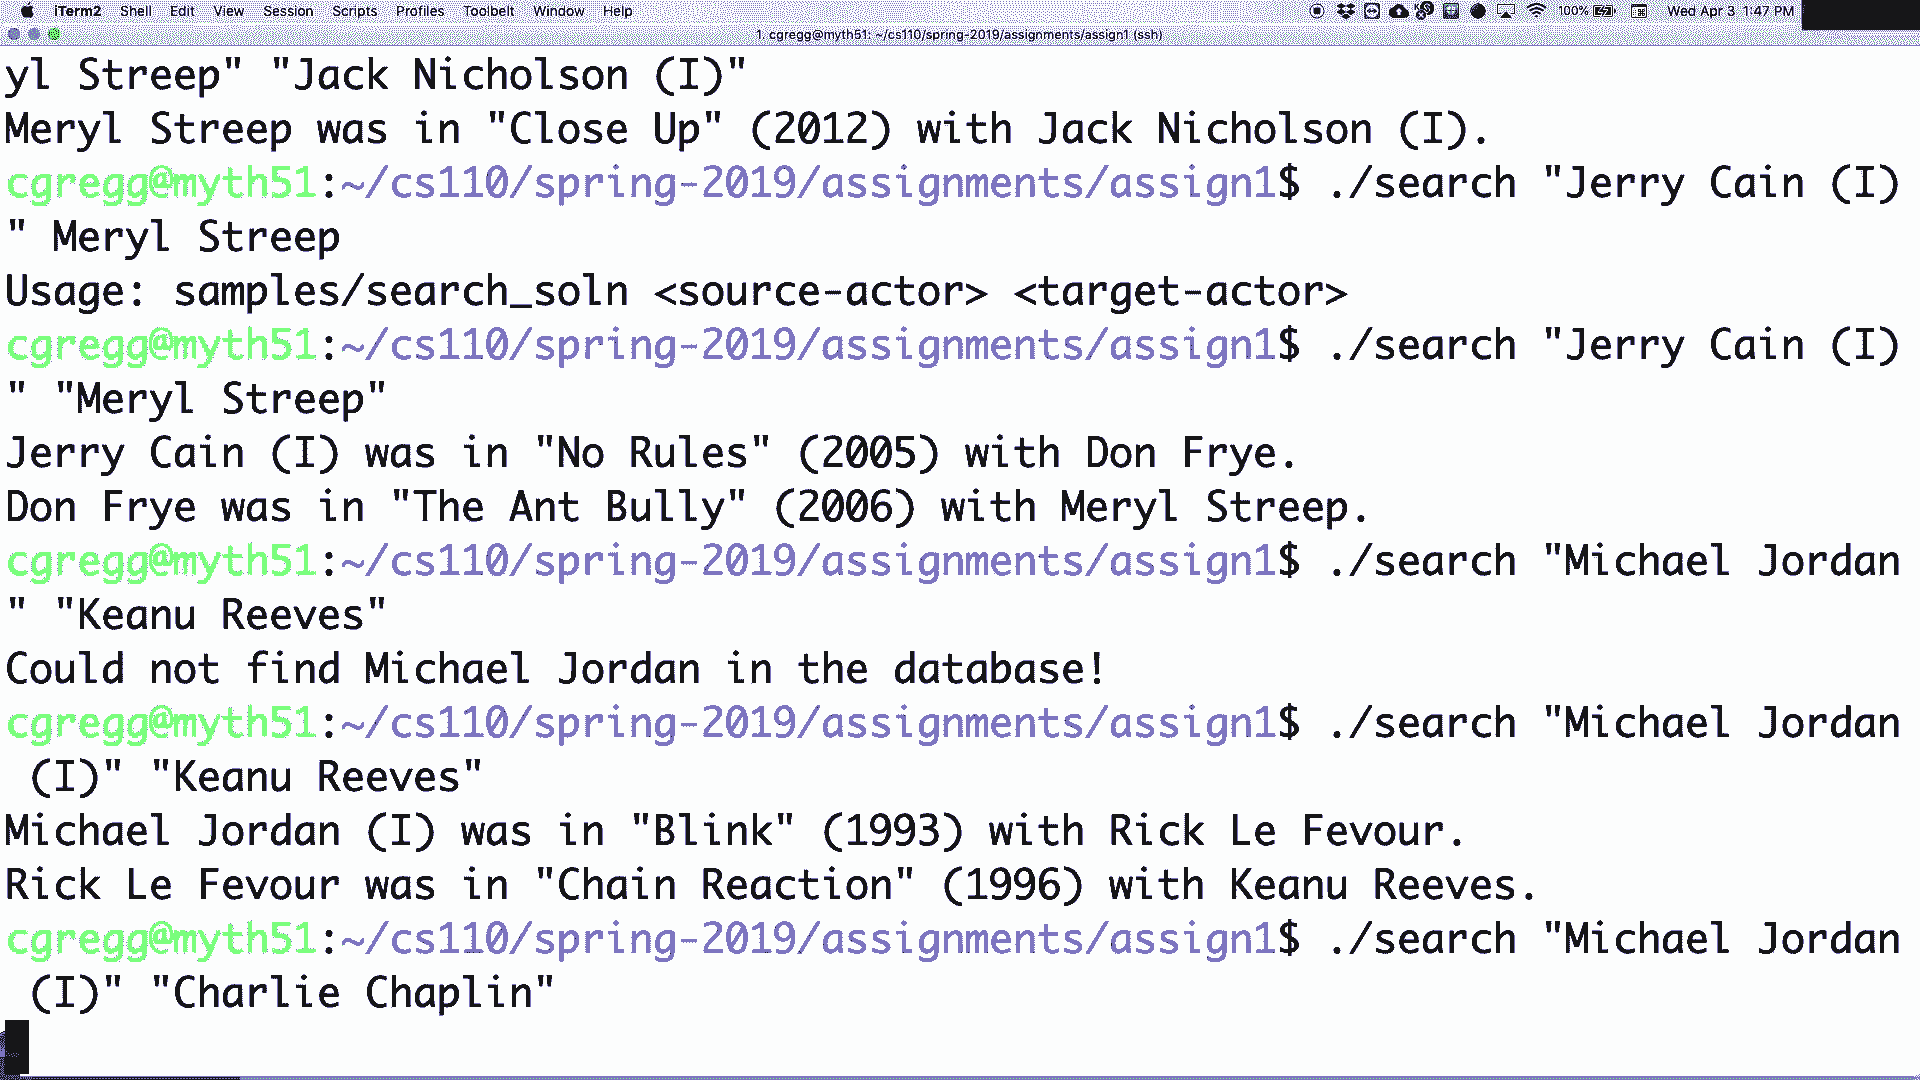 iTerm2 Shell Edit View Session Scripts Profiles Toolbelt Window Help 100% Wed Apr 3 1:47 PM
1. cgregg@myth51: ~/cs110/spring-2019/assignments/assign1 (ssh)
yl Streep" "Jack Nicholson (I)"
Meryl Streep was in "Close Up" (2012) with Jack Nicholson (I).
cgregg@myth51:~/cs110/spring-2019/assignments/assign1$ ./search "Jerry Cain (I)
" Meryl Streep
Usage: samples/search_soln <source-actor> <target-actor>
cgregg@myth51:~/cs110/spring-2019/assignments/assign1$ ./search "Jerry Cain (I)
" "Meryl Streep"
Jerry Cain (I) was in "No Rules" (2005) with Don Frye.
Don Frye was in "The Ant Bully" (2006) with Meryl Streep.
cgregg@myth51:~/cs110/spring-2019/assignments/assign1$ ./search "Michael Jordan
" "Keanu Reeves"
Could not find Michael Jordan in the database!
cgregg@myth51:~/cs110/spring-2019/assignments/assign1$ ./search "Michael Jordan
(I)" "Keanu Reeves"
Michael Jordan (I) was in "Blink" (1993) with Rick Le Fevour.
Rick Le Fevour was in "Chain Reaction" (1996) with Keanu Reeves.
cgregg@myth51:~/cs110/spring-2019/assignments/assign1$ ./search "Michael Jordan
(I)" "Charlie Chaplin"